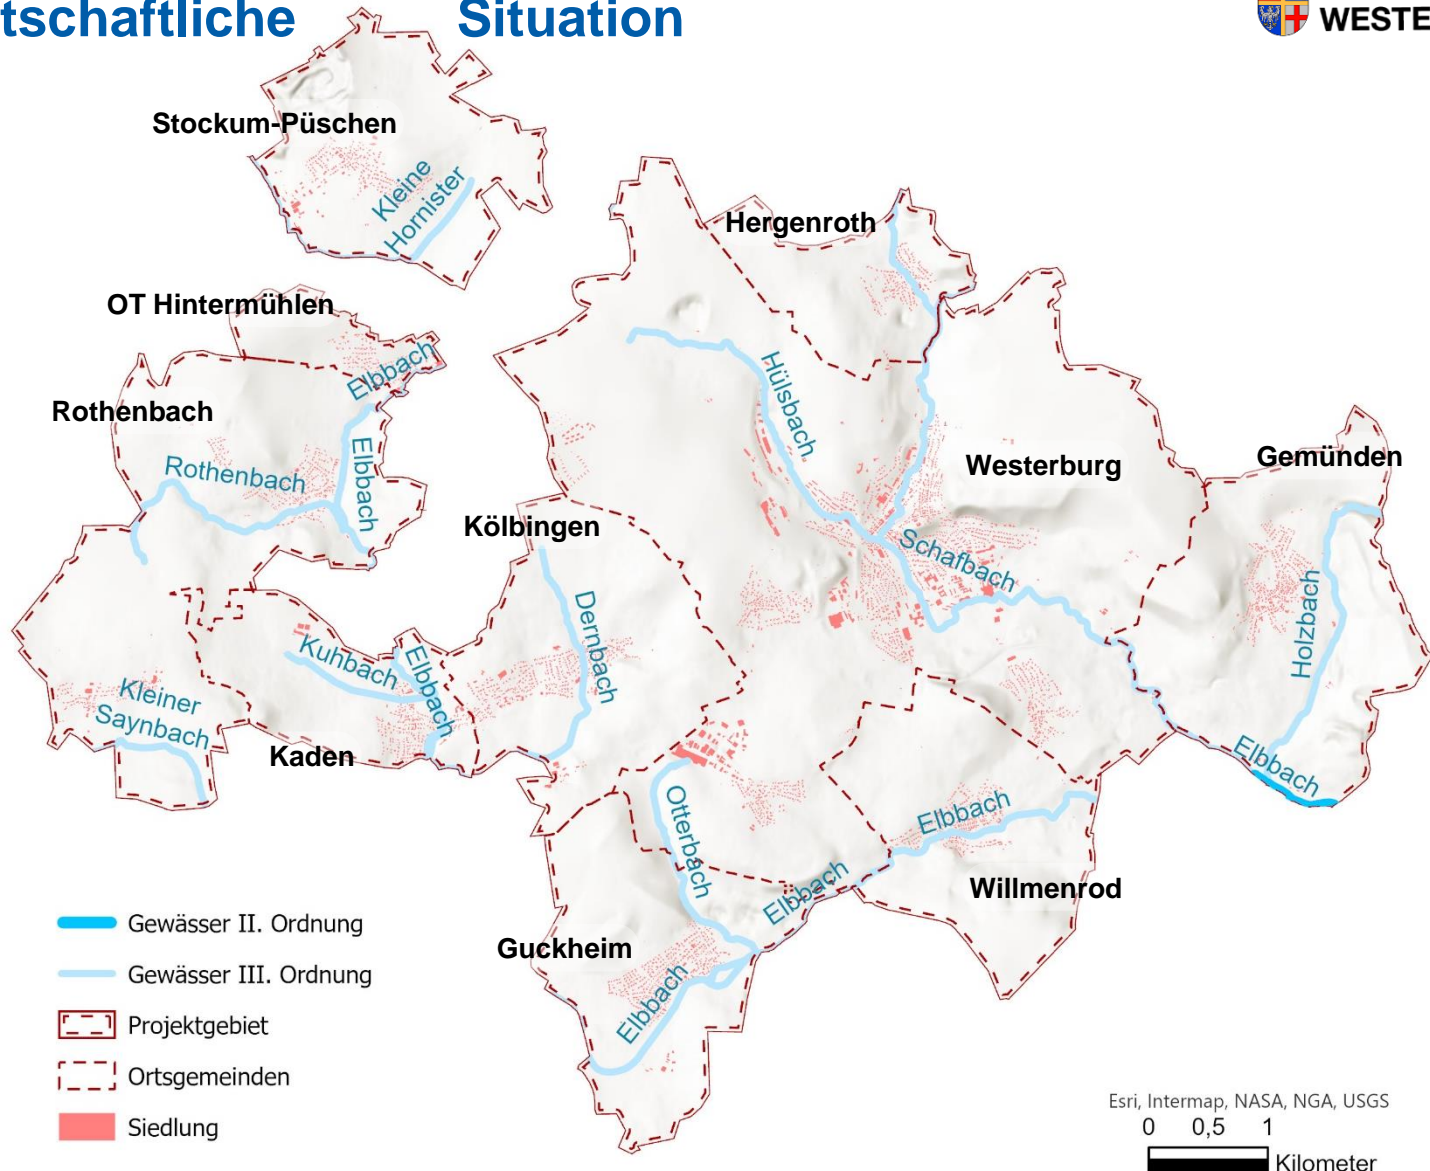 tschaftliche Situation
WESTE
Stockum-Püschen
Kleine
Hornister
Hergenroth
OT Hintermühlen
Elbbach
Rothenbach
Rothenbach
Elbbach
Hülsbach
Westerburg
Gemünden
Kölbingen
Schafbach
Holzbach
Dernbach
Kuhbach
Elbbach
Kleiner
Saynbach
Kaden
Elbbach
Otterbach
Elbbach
Elbbach
Willmenrod
Guckheim
Elbbach
Gewässer II. Ordnung
Gewässer III. Ordnung
Projektgebiet
Ortsgemeinden
Siedlung
Esri, Intermap, NASA, NGA, USGS
0 0,5 1
Kilometer